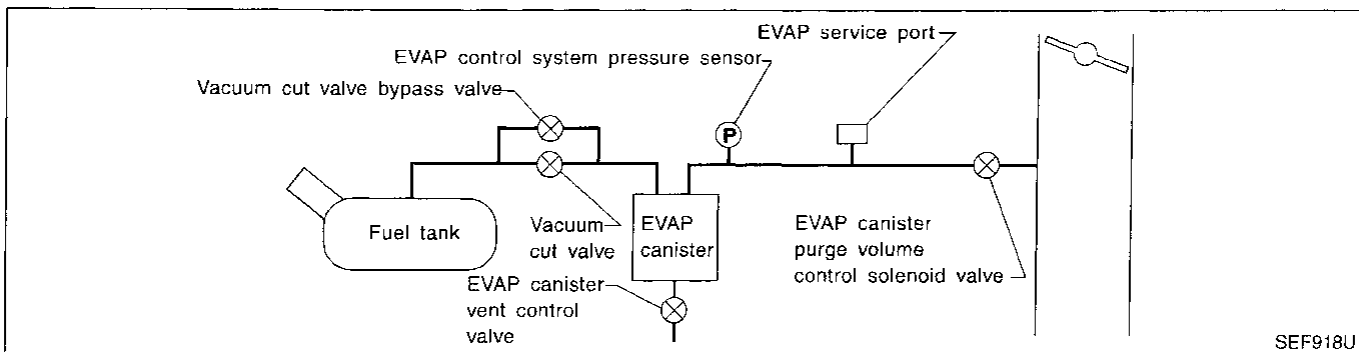 EVAP service port
EVAP control system pressure sensor
Vacuum cut valve bypass valve
P
Fuel tank
Vacuum
cut valve
EVAP
canister
EVAP canister
purge volume
control solenoid valve
EVAP canister
vent control
valve
SEF918U